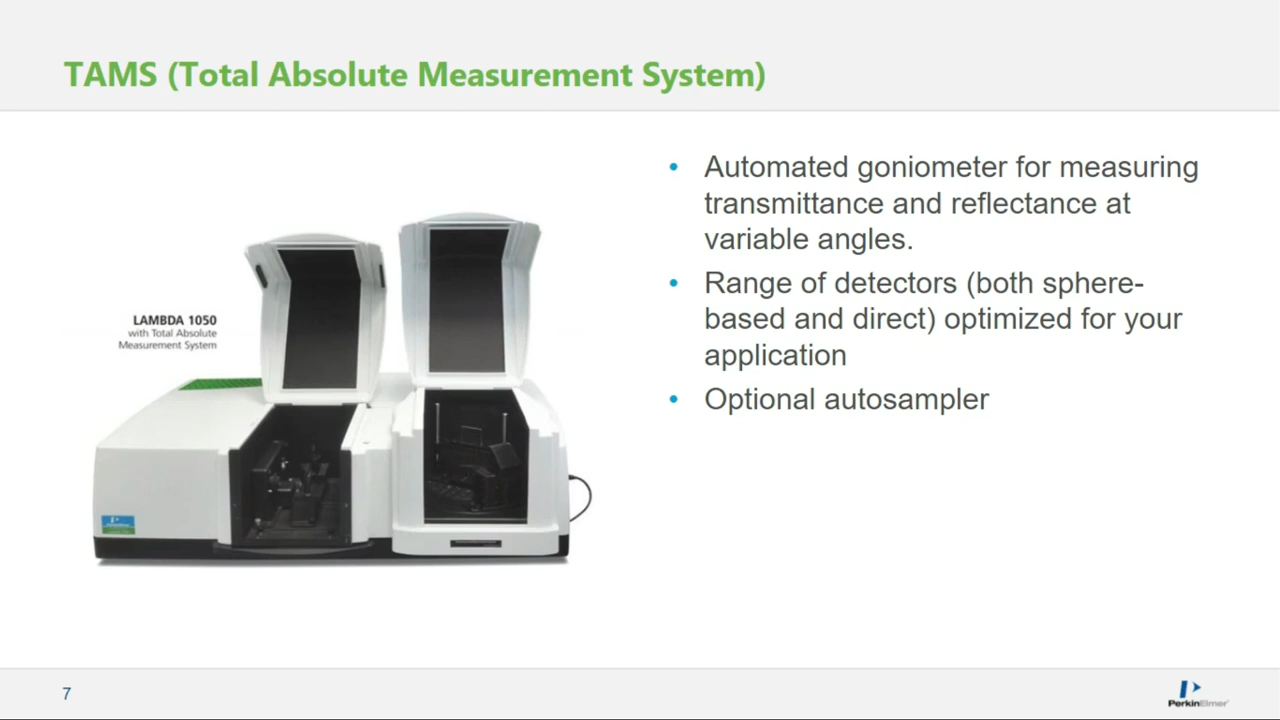 TAMS (Total Absolute Measurement System)
LAMBDA 1050
with Total Absolute
Measurement System
• Automated goniometer for measuring
transmittance and reflectance at
variable angles.
• Range of detectors (both sphere-
based and direct) optimized for your
application
• Optional autosampler
7
PerkinElmer